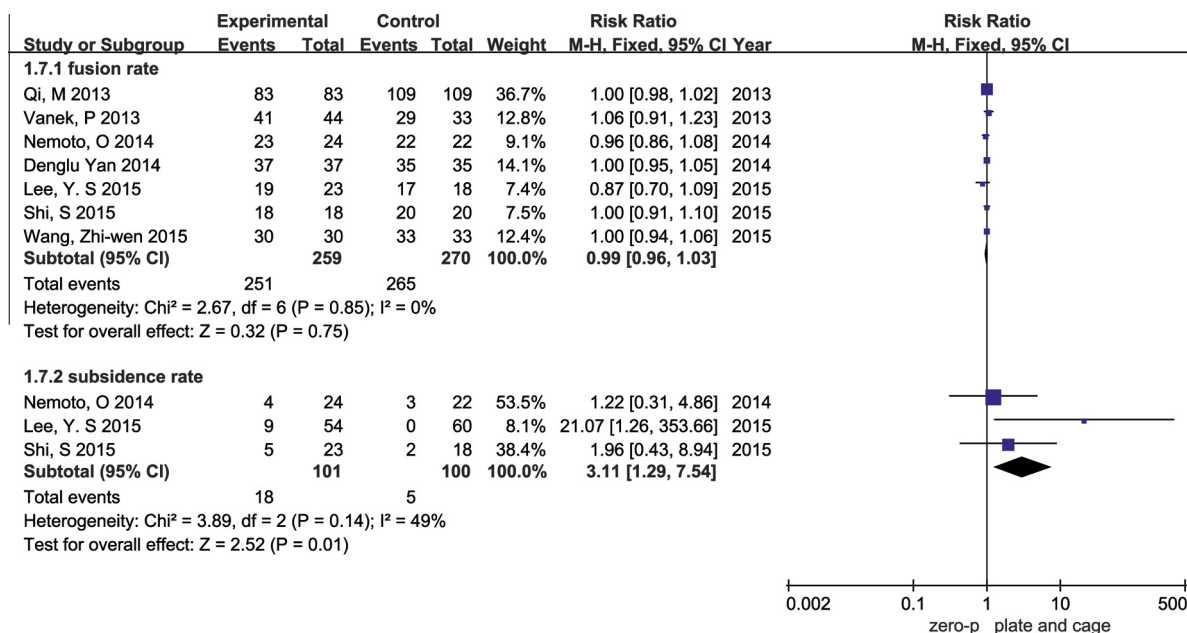 Experimental Control Risk Ratio Risk Ratio
Study or Subgroup Events Total Events Total Weight M-H, Fixed, 95% CI Year M-H, Fixed, 95% CI
1.7.1 fusion rate
Qi, M 2013 83 83 109 109 36.7% 1.00 [0.98, 1.02] 2013
Vanek, P 2013 41 44 29 33 12.8% 1.06 [0.91, 1.23] 2013
Nemoto, O 2014 23 24 22 22 9.1% 0.96 [0.86, 1.08] 2014
Denglu Yan 2014 37 37 35 35 14.1% 1.00 [0.95, 1.05] 2014
Lee, Y. S 2015 19 23 17 18 7.4% 0.87 [0.70, 1.09] 2015
Shi, S 2015 18 18 20 20 7.5% 1.00 [0.91, 1.10] 2015
Wang, Zhi-wen 2015 30 30 33 33 12.4% 1.00 [0.94, 1.06] 2015
Subtotal (95% CI) 259 270 100.0% 0.99 [0.96, 1.03]
Total events 251 265
Heterogeneity: Chi² = 2.67, df = 6 (P = 0.85); I² = 0%
Test for overall effect: Z = 0.32 (P = 0.75)
1.7.2 subsidence rate
Nemoto, O 2014 4 24 3 22 53.5% 1.22 [0.31, 4.86] 2014
Lee, Y. S 2015 9 54 0 60 8.1% 21.07 [1.26, 353.66] 2015
Shi, S 2015 5 23 2 18 38.4% 1.96 [0.43, 8.94] 2015
Subtotal (95% CI) 101 100 100.0% 3.11 [1.29, 7.54]
Total events 18 5
Heterogeneity: Chi² = 3.89, df = 2 (P = 0.14); I² = 49%
Test for overall effect: Z = 2.52 (P = 0.01)
0.002 0.1 1 10 500
zero-p plate and cage